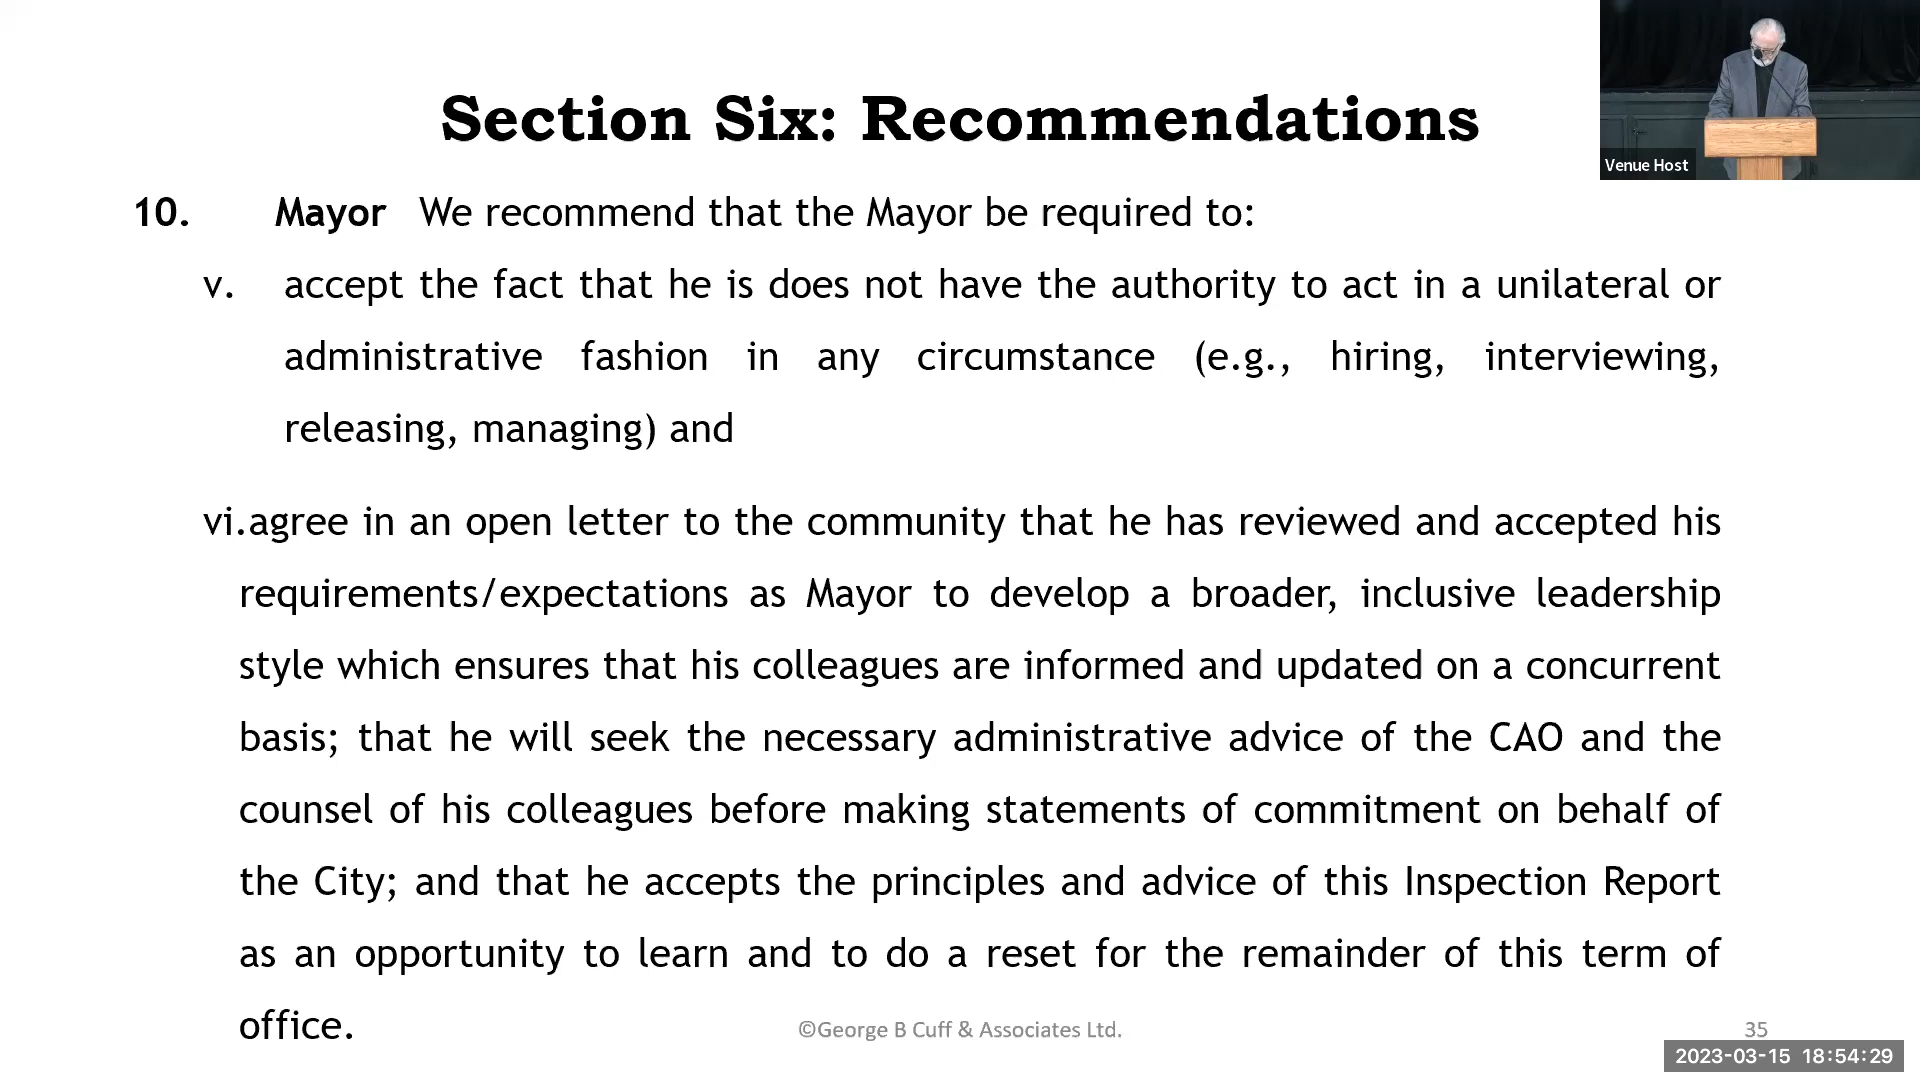 Section Six: Recommendations
Venue Host
10. Mayor We recommend that the Mayor be required to:
v. accept the fact that he is does not have the authority to act in a unilateral or
administrative fashion in any circumstance (e.g., hiring, interviewing,
releasing, managing) and
vi.agree in an open letter to the community that he has reviewed and accepted his
requirements/expectations as Mayor to develop a broader, inclusive leadership
style which ensures that his colleagues are informed and updated on a concurrent
basis; that he will seek the necessary administrative advice of the CAO and the
counsel of his colleagues before making statements of commitment on behalf of
the City; and that he accepts the principles and advice of this Inspection Report
as an opportunity to learn and to do a reset for the remainder of this term of
office.
©George B Cuff & Associates Ltd.
35
2023-03-15 18:54:29